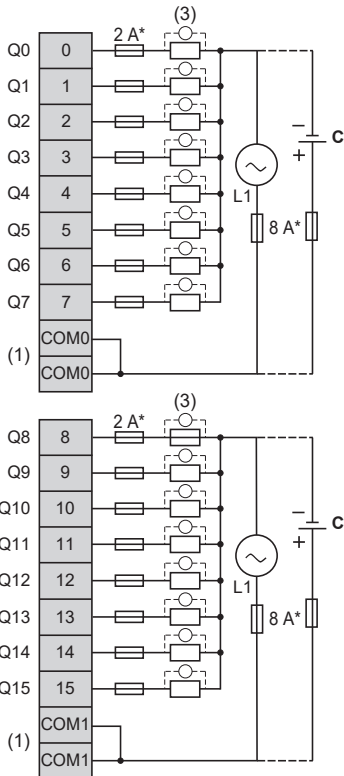 (3)
2 A*
Q0 0
Q1 1
Q2 2
Q3 3
Q4 4
Q5 5
Q6 6
Q7 7
COM0
(1)
COM0
L1
8 A*
–
+
C
(3)
2 A*
Q8 8
Q9 9
Q10 10
Q11 11
Q12 12
Q13 13
Q14 14
Q15 15
COM1
(1)
COM1
L1
8 A*
–
+
C